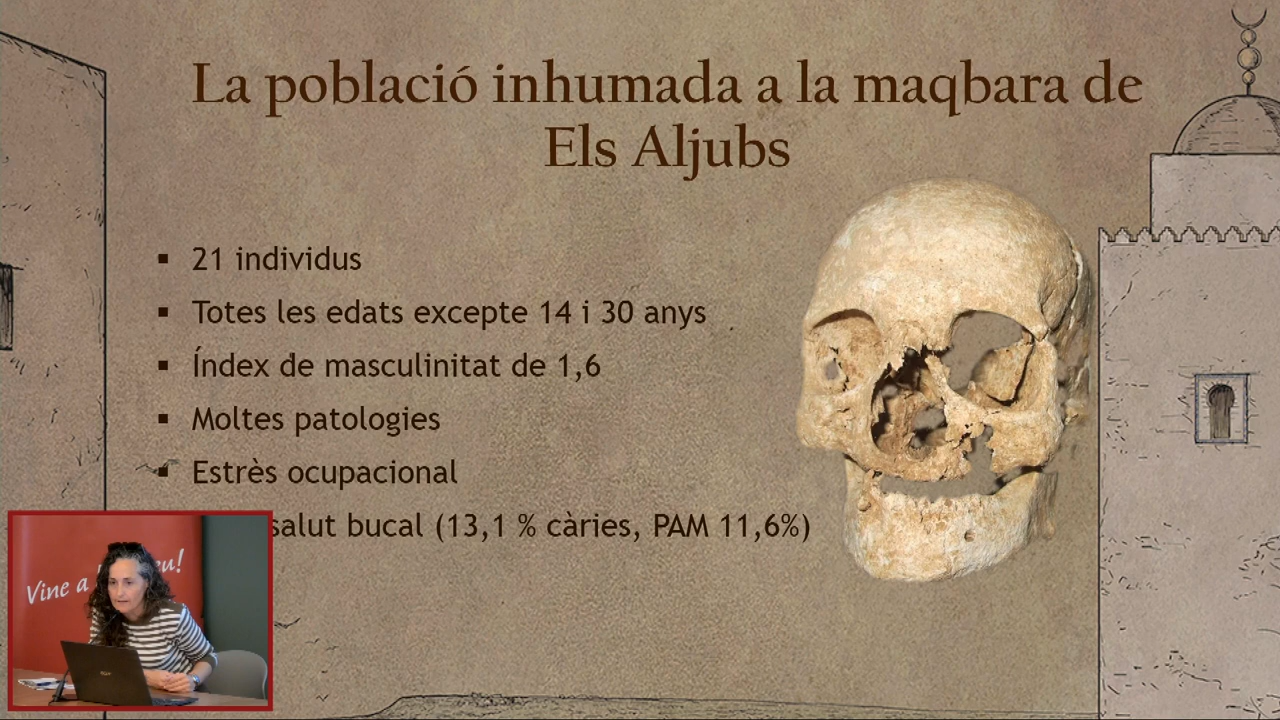 La població inhumada a la maqbara de
Els Aljubs
21 individus
Totes les edats excepte 14 i 30 anys
Índex de masculinitat de 1,6
Moltes patologies
Estrès ocupacional
salut bucal (13,1 % càries, PAM 11,6%)
Vine a